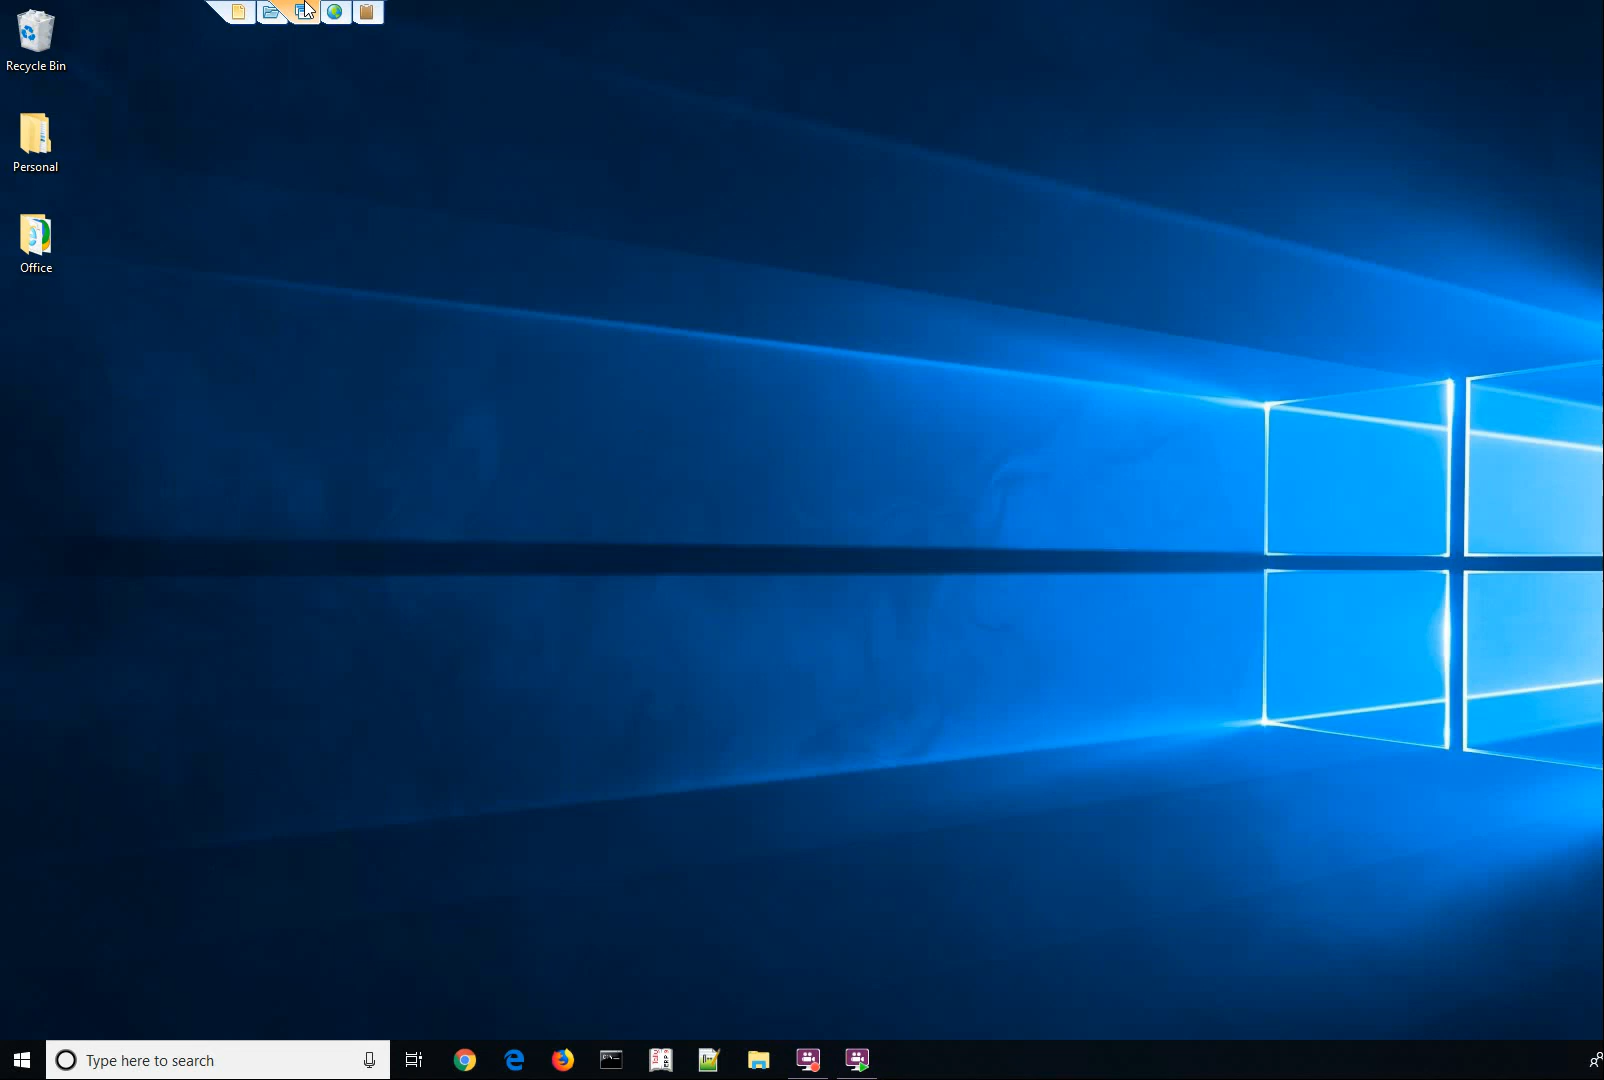 Recycle Bin
Personal
Office
Type here to search